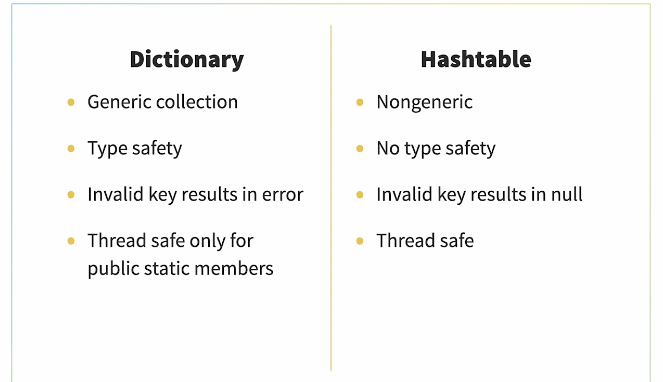 Dictionary
Generic collection
Type safety
Invalid key results in error
Thread safe only for
public static members
Hashtable
Nongeneric
No type safety
Invalid key results in null
Thread safe